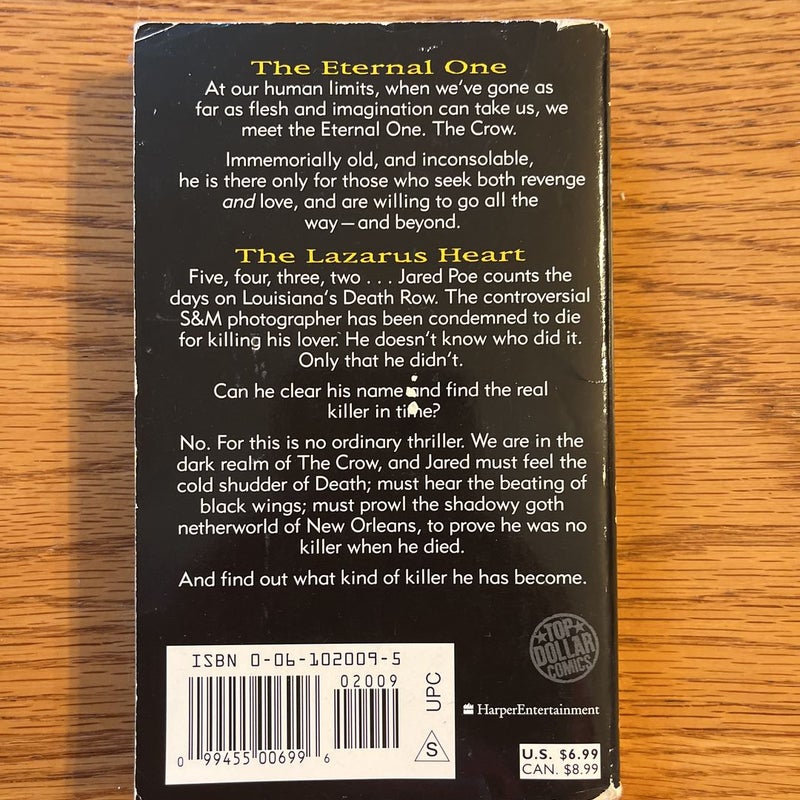 The Eternal One
At our human limits, when we've gone as
far as flesh and imagination can take us, we
meet the Eternal One. The Crow.
Immemorially old, and inconsolable,
he is there only for those who seek both revenge
and love, and are willing to go all the
way—and beyond.
The Lazarus Heart
Five, four, three, two . . . Jared Poe counts the
days on Louisiana's Death Row. The controversial
S&M photographer has been condemned to die
for killing his lover. He doesn't know who did it.
Only that he didn't.
Can he clear his name and find the real
killer in time?
No. For this is no ordinary thriller. We are in the
dark realm of The Crow, and Jared must feel the
cold shudder of Death; must hear the beating of
black wings; must prowl the shadowy goth
netherworld of New Orleans, to prove he was no
killer when he died.
And find out what kind of killer he has become.
TOP
DOLLAR
COMICS
ISBN 0-06-102009-5
02009
UPC
S
0 99455 00699 6
HarperEntertainment
U.S. $6.99
CAN. $8.99